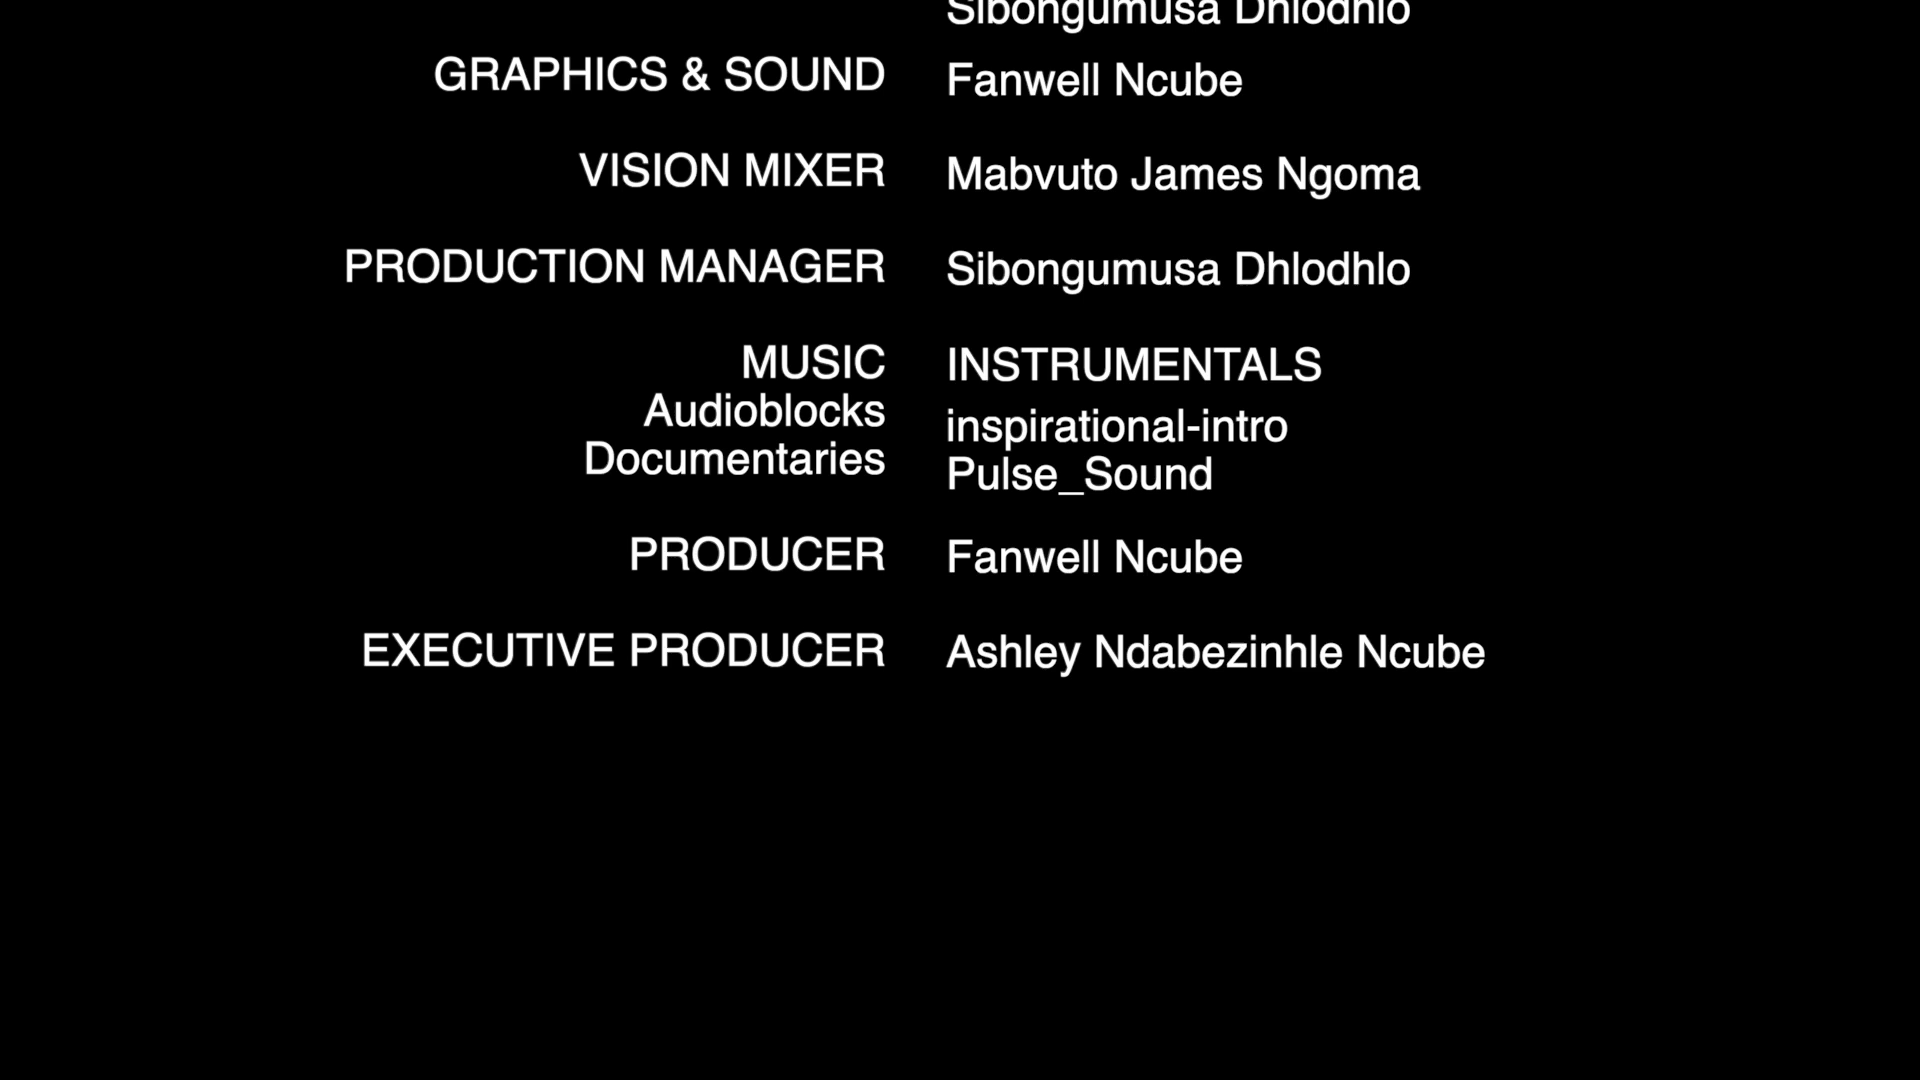 Sibongumusa Dhlodhlo
GRAPHICS & SOUND Fanwell Ncube
VISION MIXER Mabvuto James Ngoma
PRODUCTION MANAGER Sibongumusa Dhlodhlo
MUSIC INSTRUMENTALS
Audioblocks inspirational-intro
Documentaries Pulse_Sound
PRODUCER Fanwell Ncube
EXECUTIVE PRODUCER Ashley Ndabezinhle Ncube